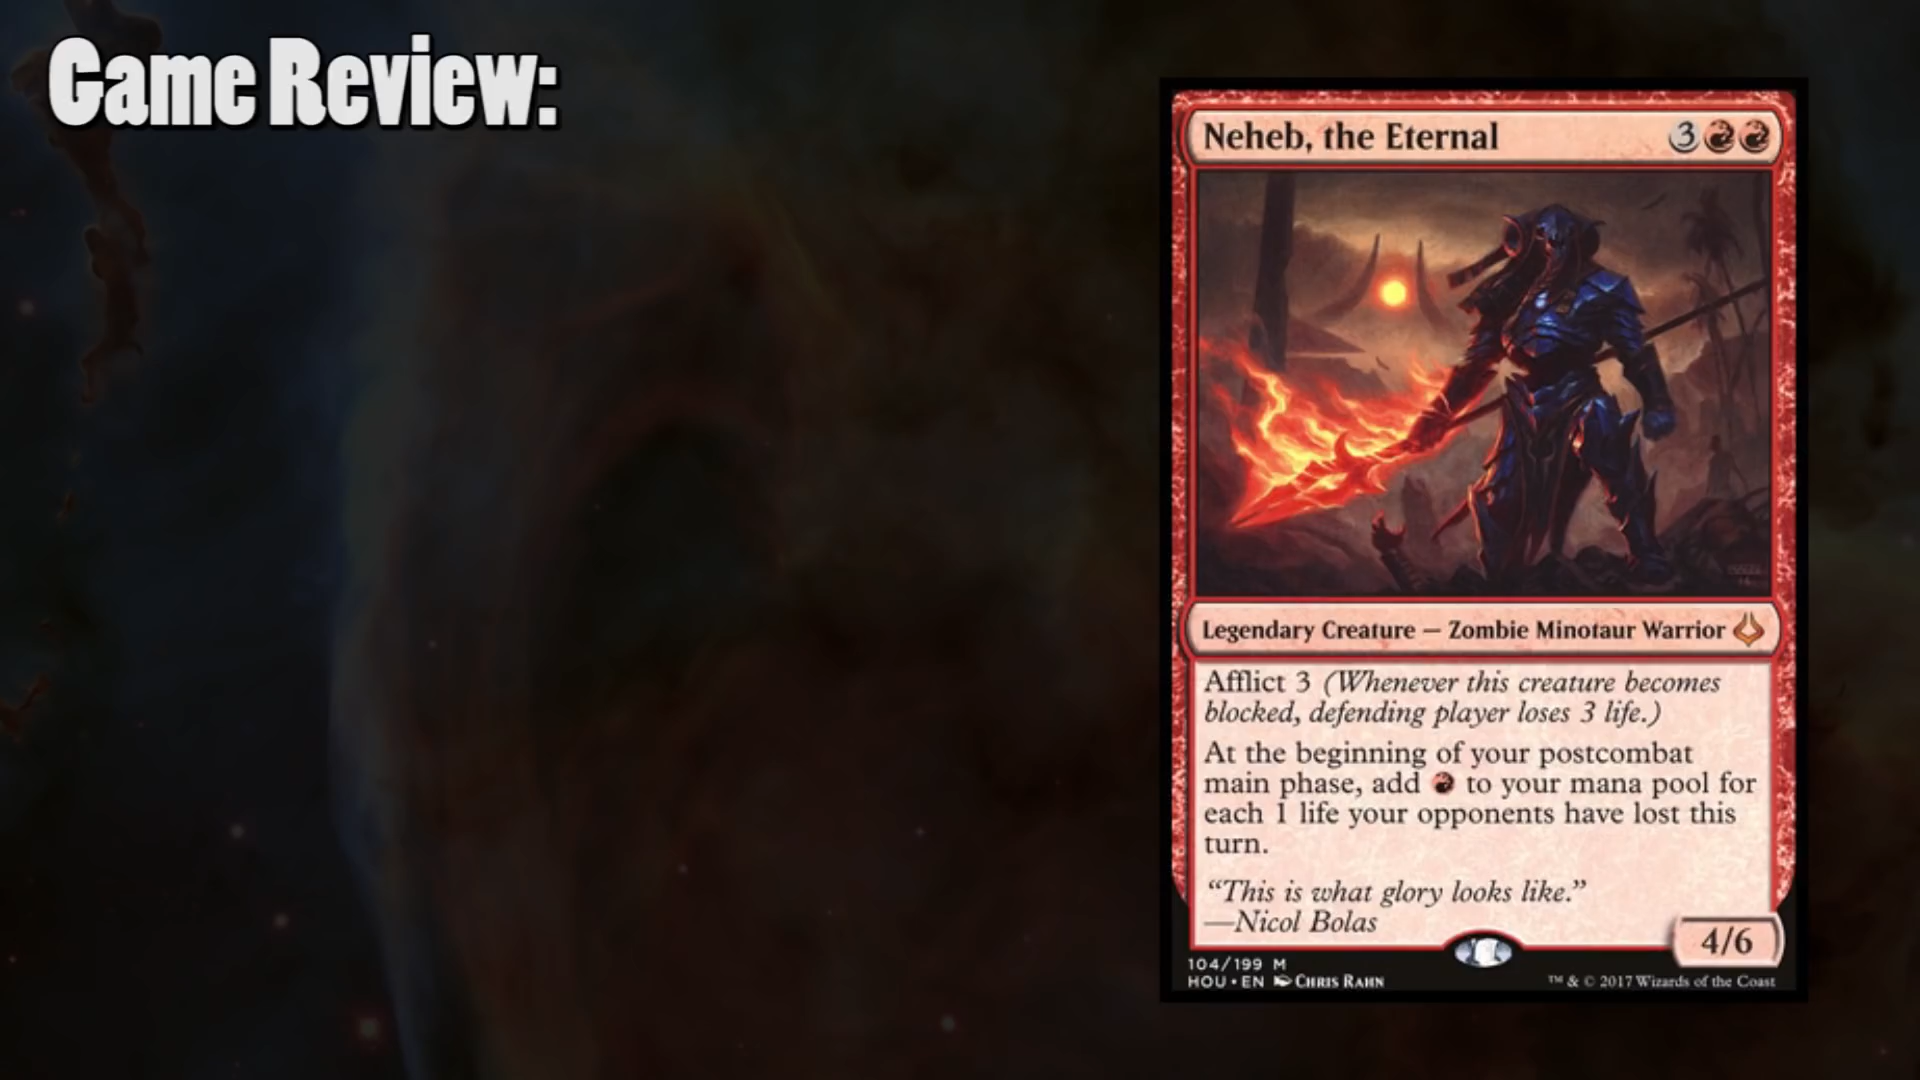 Game Review:
Neheb, the Eternal
3
Legendary Creature — Zombie Minotaur Warrior
Afflict 3 (Whenever this creature becomes
blocked, defending player loses 3 life.)
At the beginning of your postcombat
main phase, add to your mana pool for
each 1 life your opponents have lost this
turn.
“This is what glory looks like.”
—Nicol Bolas
4/6
104/199 M
HOU • EN Chris Rahn
™ & © 2017 Wizards of the Coast